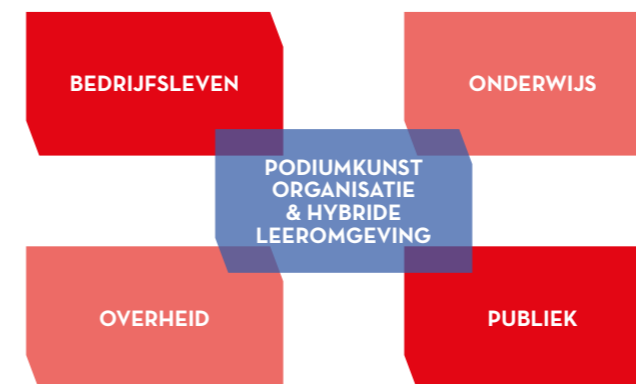 BEDRIJFSLEVEN
ONDERWIJS
PODIUMKUNST
ORGANISATIE
& HYBRIDE
LEEROMGEVING
OVERHEID
PUBLIEK